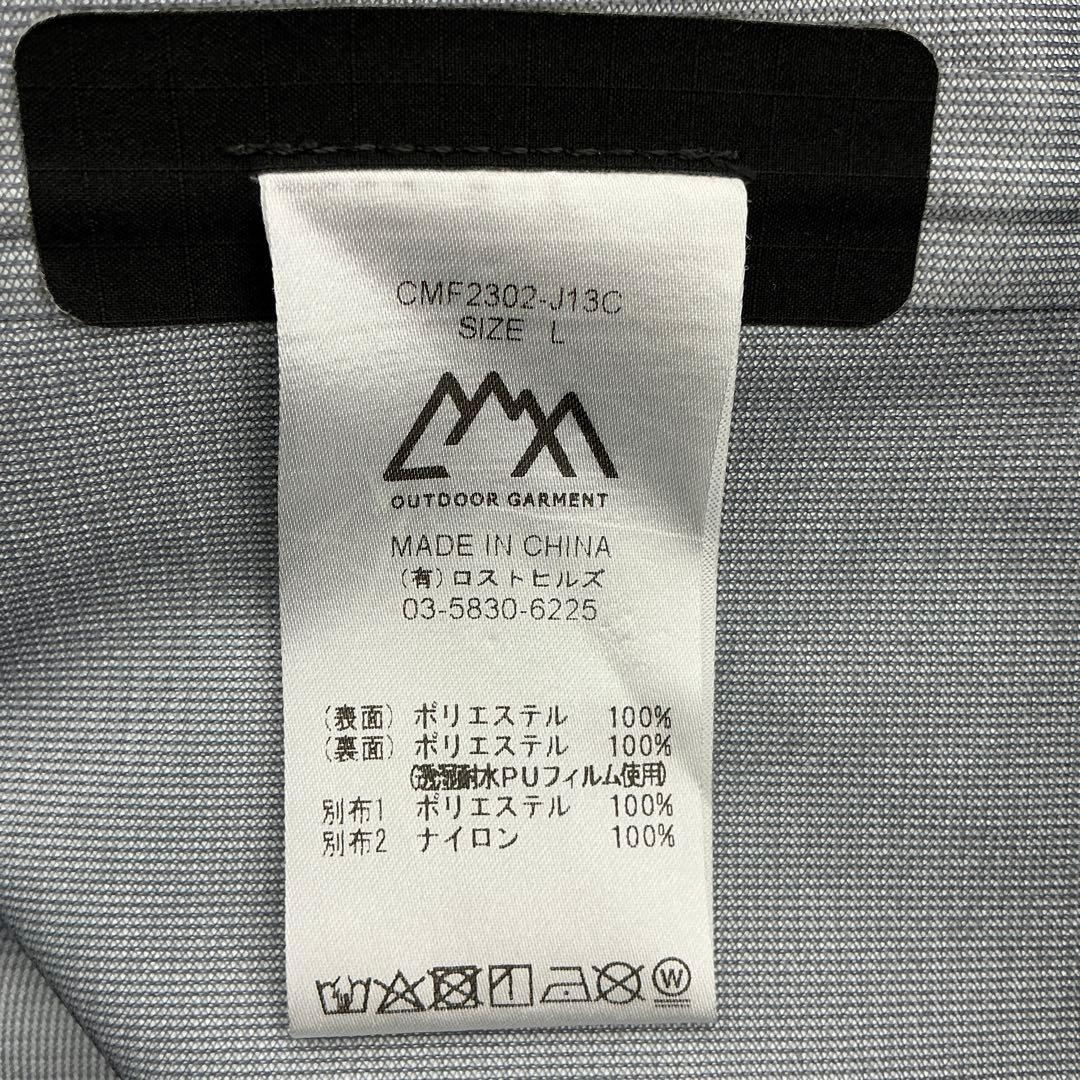 CMF2302-J13C
SIZE L
OUTDOOR GARMENT
MADE IN CHINA
(有)ロストヒルズ
03-5830-6225
(表面) ポリエステル 100%
(裏面) ポリエステル 100%
(透湿耐水PUフィルム使用)
別布1 ポリエステル 100%
別布2 ナイロン 100%
W